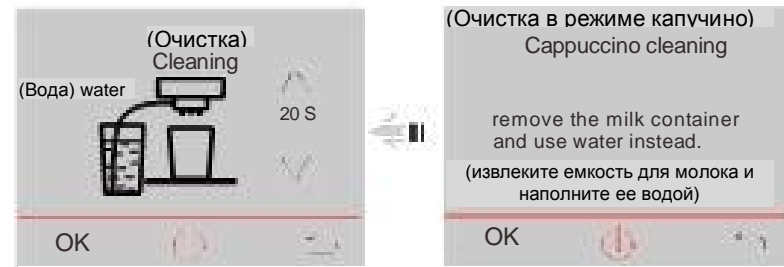 (Очистка)
Cleaning
(Вода) water
20 S
OK
(Очистка в режиме капучино)
Cappuccino cleaning
remove the milk container
and use water instead.
(извлеките емкость для молока и
наполните ее водой)
OK